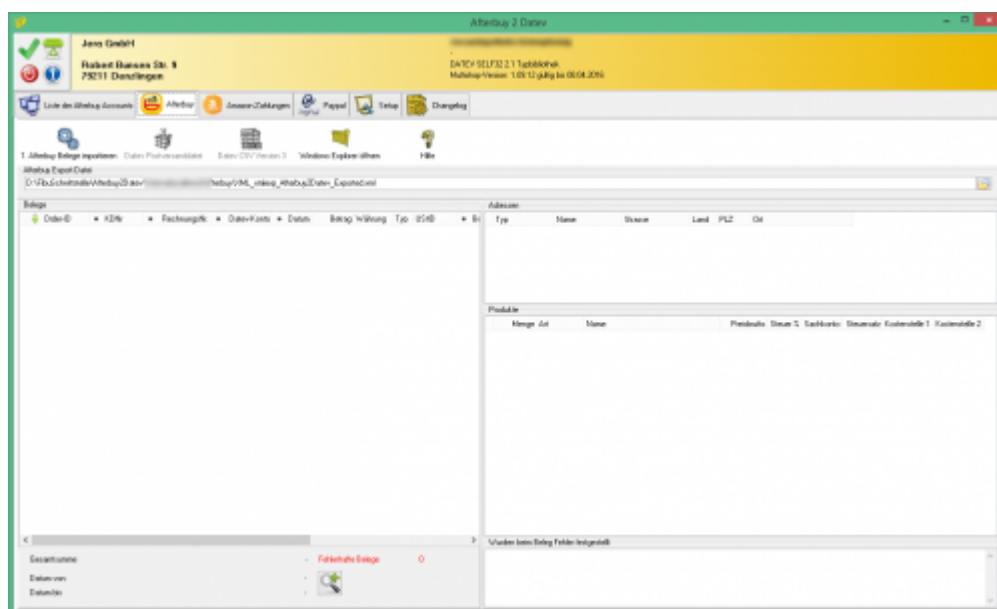 Afterbuy 2 Datev
Jera GmbH
Robert Bunsen Str. 9
79211 Denzlingen
DATEV SELF32 2.1 Typbibliothek
Multishop-Version: 1.09.12 gültig bis 08.04.2016
Liste der Afterbuy Accounts
Afterbuy
Amazon-Zahlungen
Paypal
Setup
Changelog
1. Afterbuy Belege importieren
Daten Postversanddatei
Datev CSV Version 3
Windows Explorer öffnen
Hilfe
Afterbuy Export Datei
Belege
Order-ID
KDNr
RechnungsNr.
Datev-Konto
Datum
Betrag
Währung
Typ
UStID
Adressen
Typ
Name
Strasse
Land
PLZ
Ort
Produkte
Menge
Art
Name
Preisbrutto
Steuer %
Sachkonto
Steuersatz
Kostenstelle 1
Kostenstelle 2
Gesamtsumme
-
Fehlerhafte Belege
0
Datum von
-
Datum bis
-
Wurden beim Beleg Fehler festgestellt